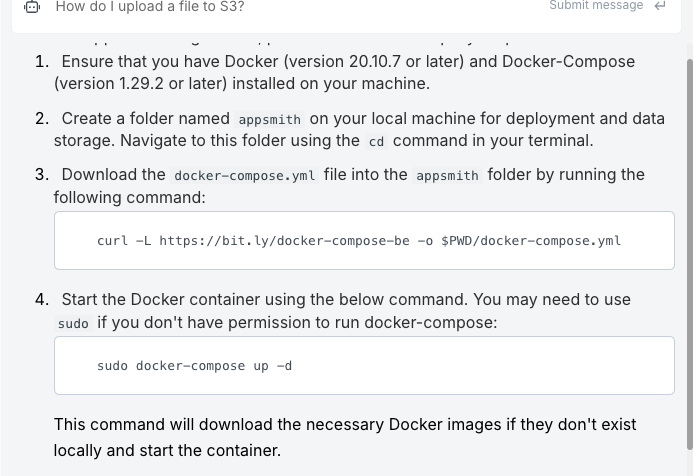 How do I upload a file to S3?
Submit message
1. Ensure that you have Docker (version 20.10.7 or later) and Docker-Compose
(version 1.29.2 or later) installed on your machine.
2. Create a folder named appsmith on your local machine for deployment and data
storage. Navigate to this folder using the cd command in your terminal.
3. Download the docker-compose.yml file into the appsmith folder by running the
following command:
curl -L https://bit.ly/docker-compose-be -o $PWD/docker-compose.yml
4. Start the Docker container using the below command. You may need to use
sudo if you don't have permission to run docker-compose:
sudo docker-compose up -d
This command will download the necessary Docker images if they don't exist
locally and start the container.